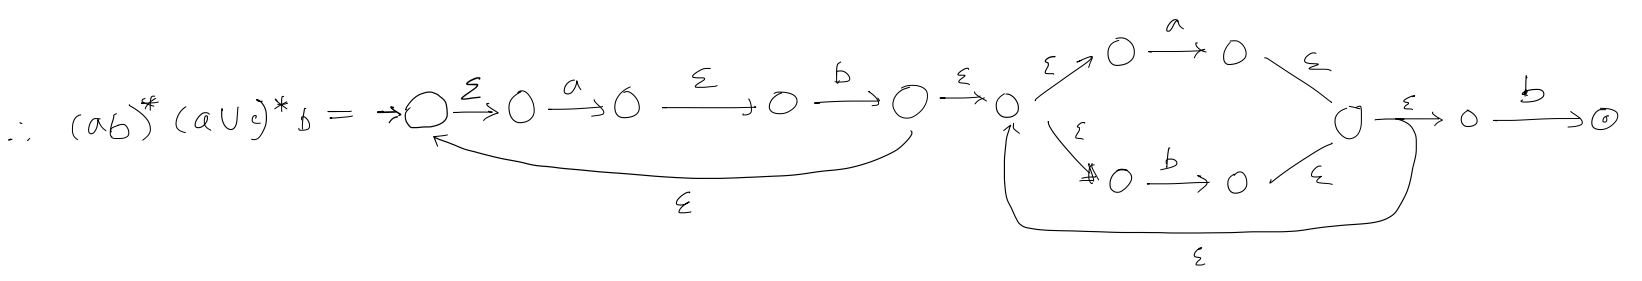 ∴ (ab)* (a∪c)* b = ε a ε b ε ε a ε ε b
ε b ε
ε ε